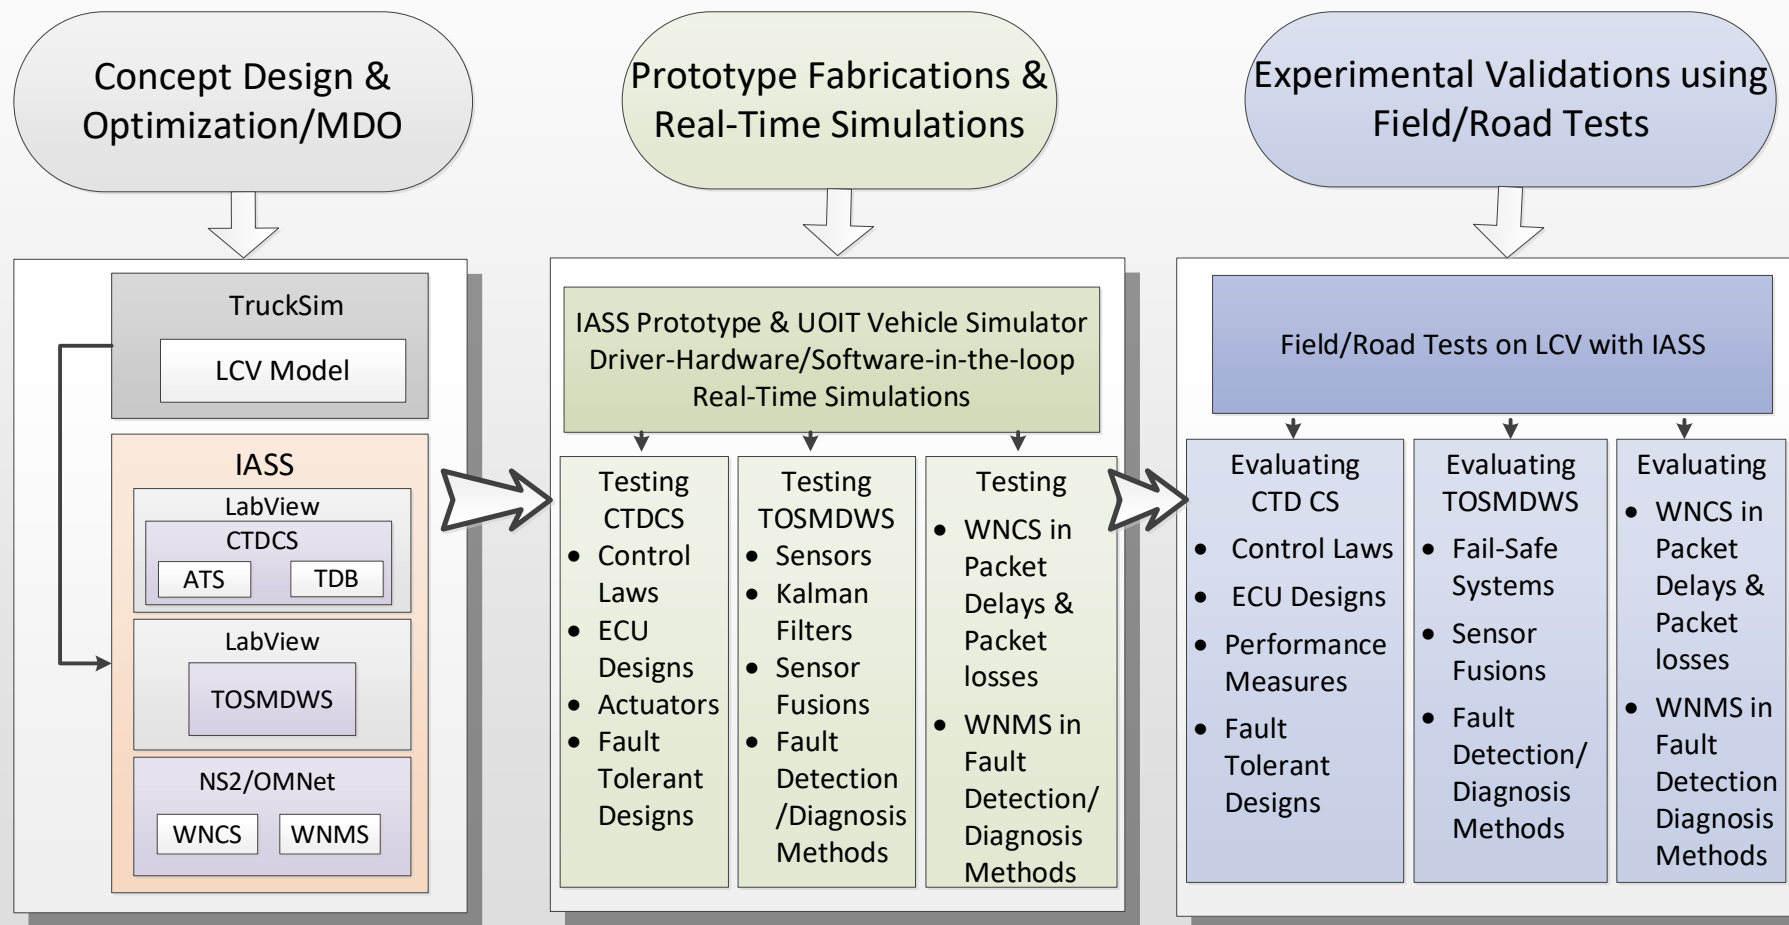 Concept Design &
Optimization/MDO
Prototype Fabrications &
Real-Time Simulations
Experimental Validations using
Field/Road Tests
TruckSim
LCV Model
IASS
LabView
CTDCS
ATS
TDB
LabView
TOSMDWS
NS2/OMNet
WNCS
WNMS
IASS Prototype & UOIT Vehicle Simulator
Driver-Hardware/Software-in-the-loop
Real-Time Simulations
Testing
CTDCS
• Control
Laws
• ECU
Designs
• Actuators
• Fault
Tolerant
Designs
Testing
TOSMDWS
• Sensors
• Kalman
Filters
• Sensor
Fusions
• Fault
Detection
/Diagnosis
Methods
Testing
• WNCS in
Packet
Delays &
Packet
losses
• WNMS in
Fault
Detection/
Diagnosis
Methods
Field/Road Tests on LCV with IASS
Evaluating
CTD CS
• Control Laws
• ECU Designs
• Performance
Measures
• Fault
Tolerant
Designs
Evaluating
TOSMDWS
• Fail-Safe
Systems
• Sensor
Fusions
• Fault
Detection/
Diagnosis
Methods
Evaluating
• WNCS in
Packet
Delays &
Packet
losses
• WNMS in
Fault
Detection
Diagnosis
Methods